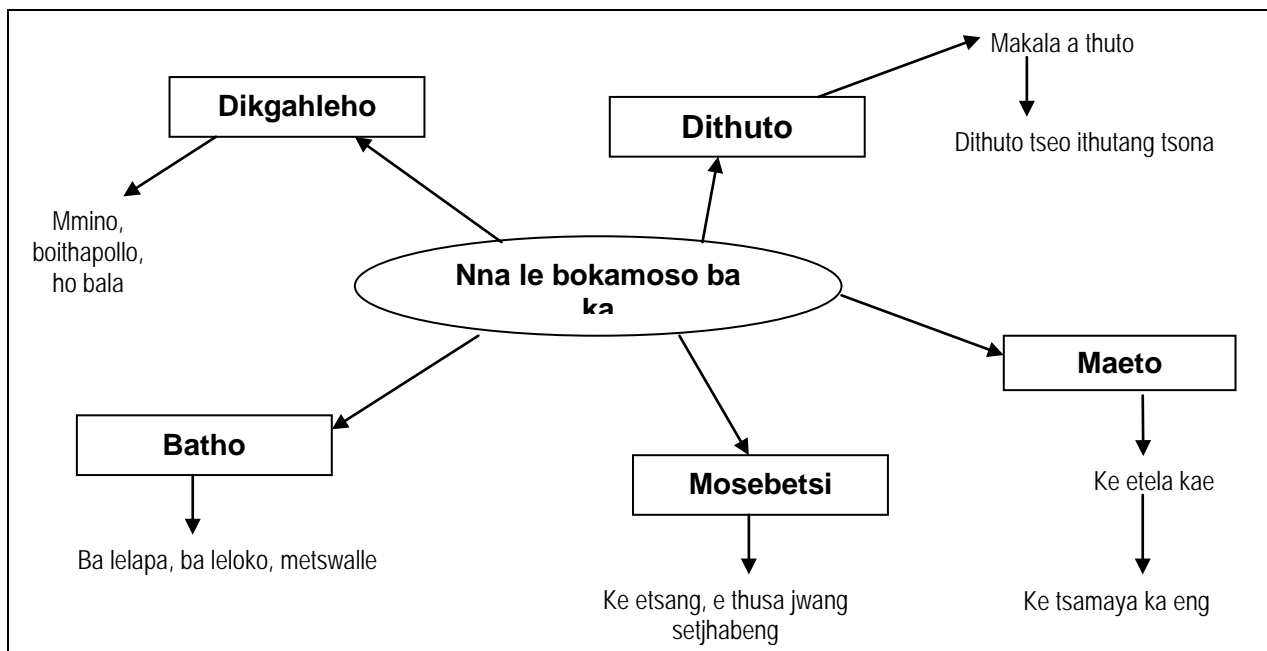 Makala a thuto
Dikgahleho
Dithuto
Dithuto tseo ithutang tsona
Mmino,
boithapollo,
ho bala
Nna le bokamoso ba
ka
Maeto
Batho
Mosebetsi
Ke etela kae
Ba lelapa, ba leloko, metswalle
Ke etsang, e thusa jwang
setjhabeng
Ke tsamaya ka eng